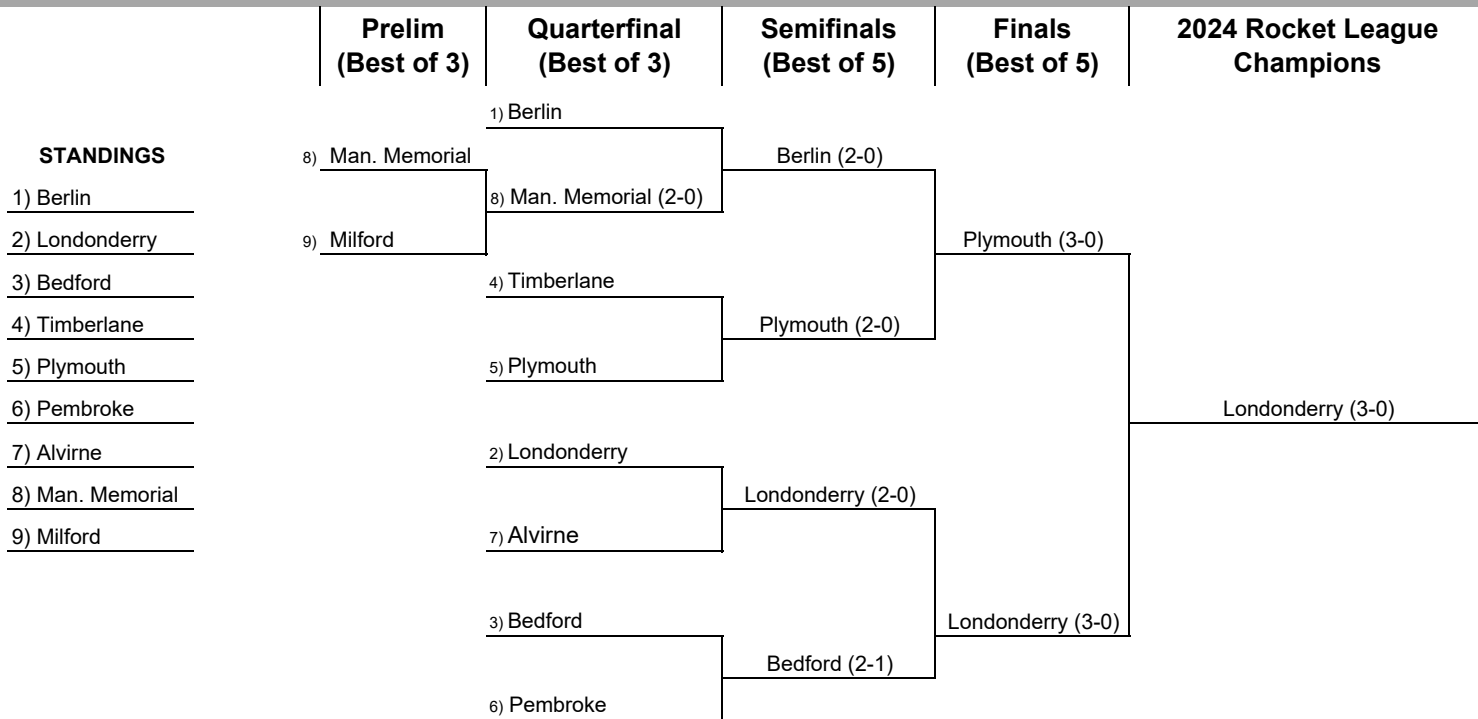 Prelim
(Best of 3)
Quarterfinal
(Best of 3)
Semifinals
(Best of 5)
Finals
(Best of 5)
2024 Rocket League
Champions
STANDINGS
1) Berlin
2) Londonderry
3) Bedford
4) Timberlane
5) Plymouth
6) Pembroke
7) Alvirne
8) Man. Memorial
9) Milford
8) Man. Memorial
9) Milford
1) Berlin
8) Man. Memorial (2-0)
4) Timberlane
5) Plymouth
2) Londonderry
7) Alvirne
3) Bedford
6) Pembroke
Berlin (2-0)
Plymouth (2-0)
Londonderry (2-0)
Bedford (2-1)
Plymouth (3-0)
Londonderry (3-0)
Londonderry (3-0)